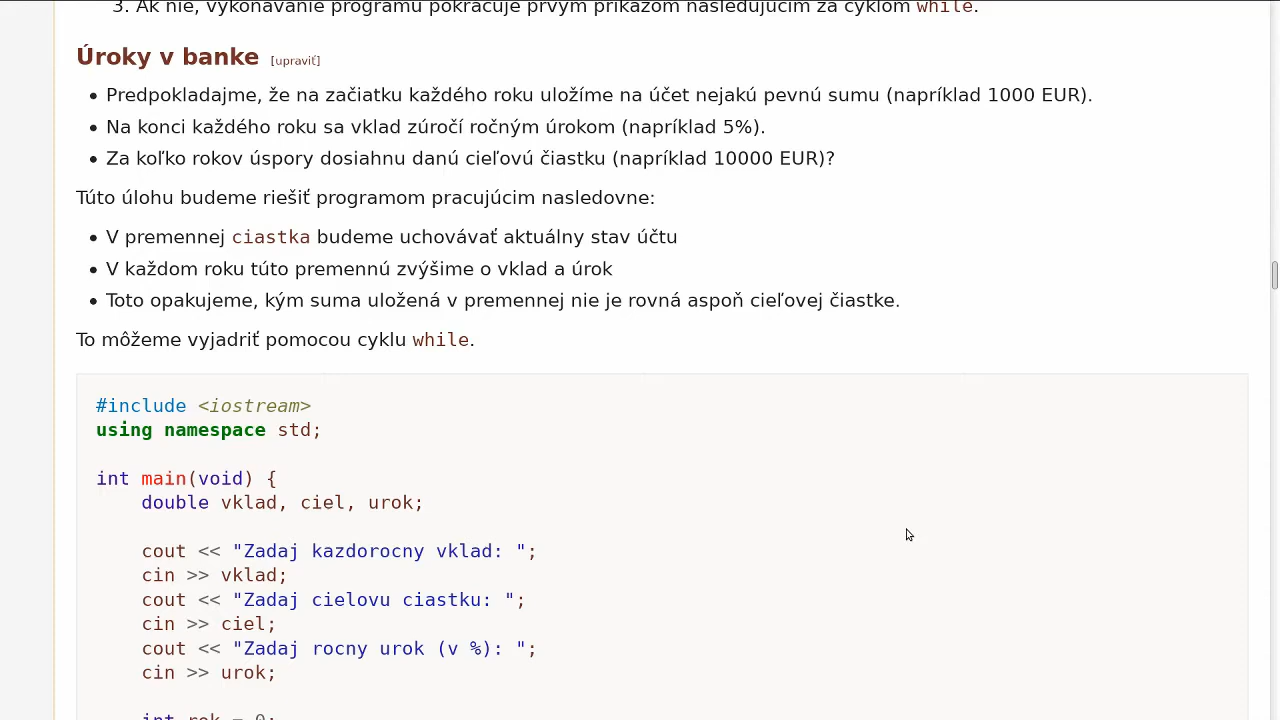 3. Ak nie, vykonávanie programu pokračuje prvým príkazom nasledujúcim za cyklom while.
Úroky v banke [upraviť]
• Predpokladajme, že na začiatku každého roku uložíme na účet nejakú pevnú sumu (napríklad 1000 EUR).
• Na konci každého roku sa vklad zúročí ročným úrokom (napríklad 5%).
• Za koľko rokov úspory dosiahnu danú cieľovú čiastku (napríklad 10000 EUR)?
Túto úlohu budeme riešiť programom pracujúcim nasledovne:
• V premennej ciastka budeme uchovávať aktuálny stav účtu
• V každom roku túto premennú zvýšime o vklad a úrok
• Toto opakujeme, kým suma uložená v premennej nie je rovná aspoň cieľovej čiastke.
To môžeme vyjadriť pomocou cyklu while.
#include <iostream>
using namespace std;
int main(void) {
    double vklad, ciel, urok;
    cout << "Zadaj kazdorocny vklad: ";
    cin >> vklad;
    cout << "Zadaj cielovu ciastku: ";
    cin >> ciel;
    cout << "Zadaj rocny urok (v %): ";
    cin >> urok;
    int rok = 0;